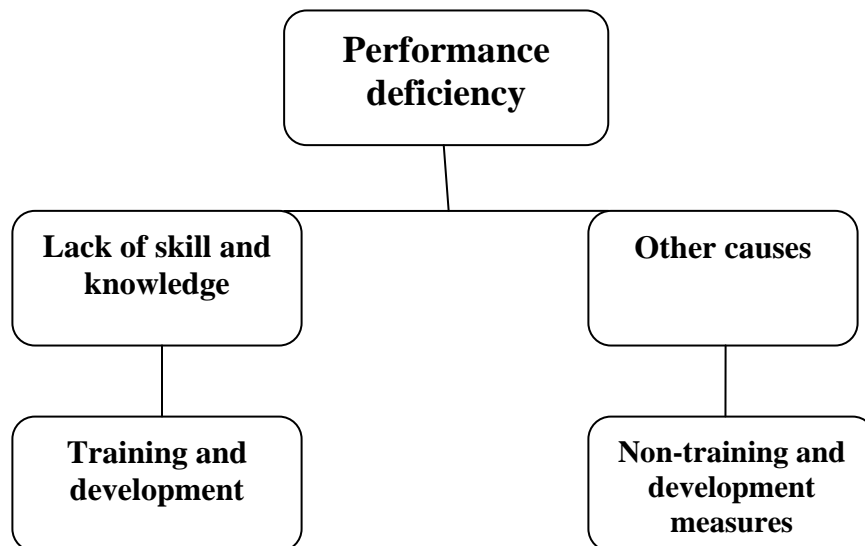 Performance
deficiency
Lack of skill and
knowledge
Other causes
Training and
development
Non-training and
development
measures